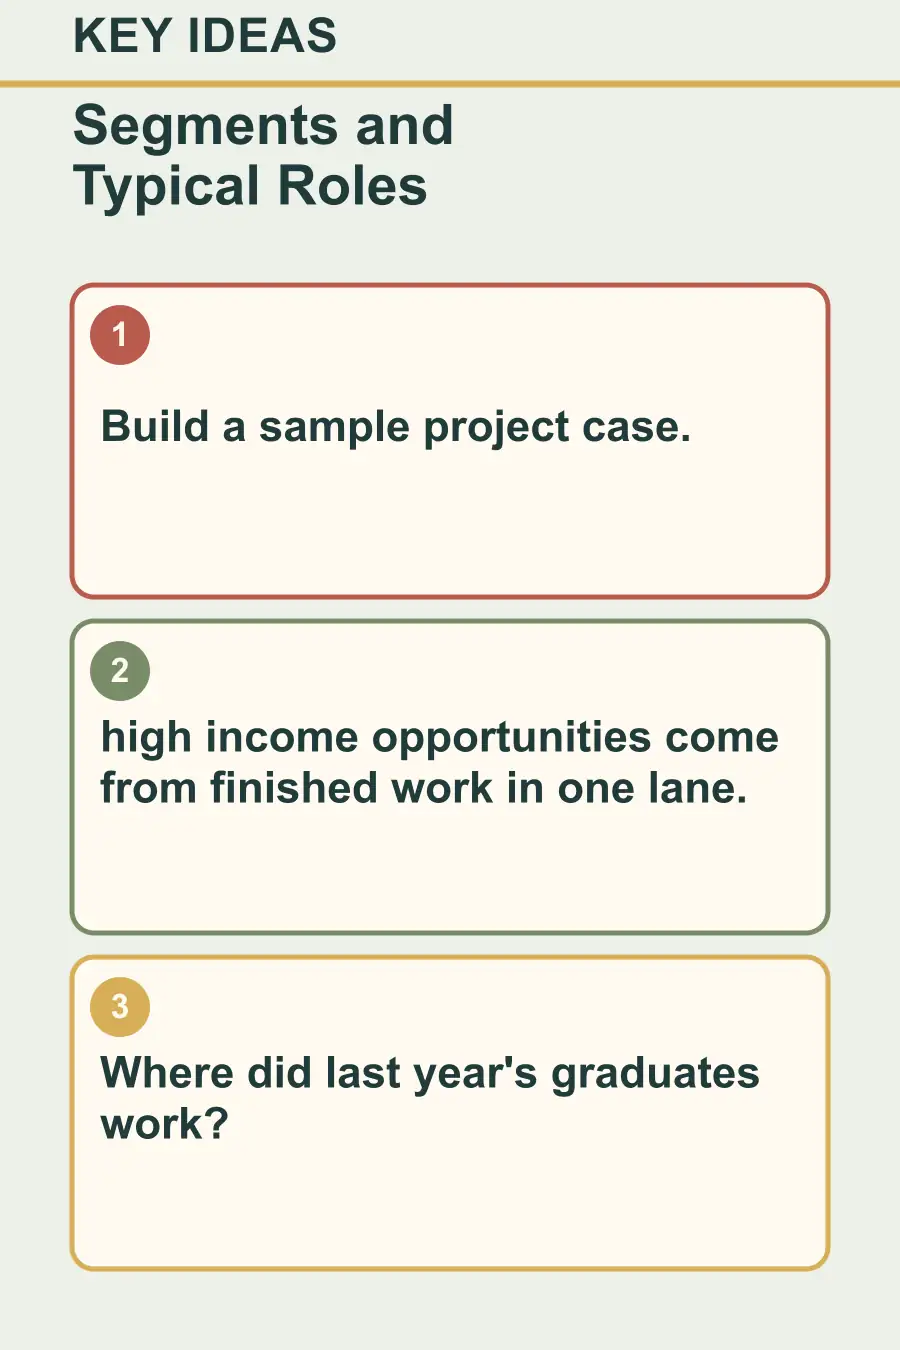 KEY IDEAS
Segments and
Typical Roles
1
Build a sample project case.
2
high income opportunities come
from finished work in one lane.
3
Where did last year's graduates
work?